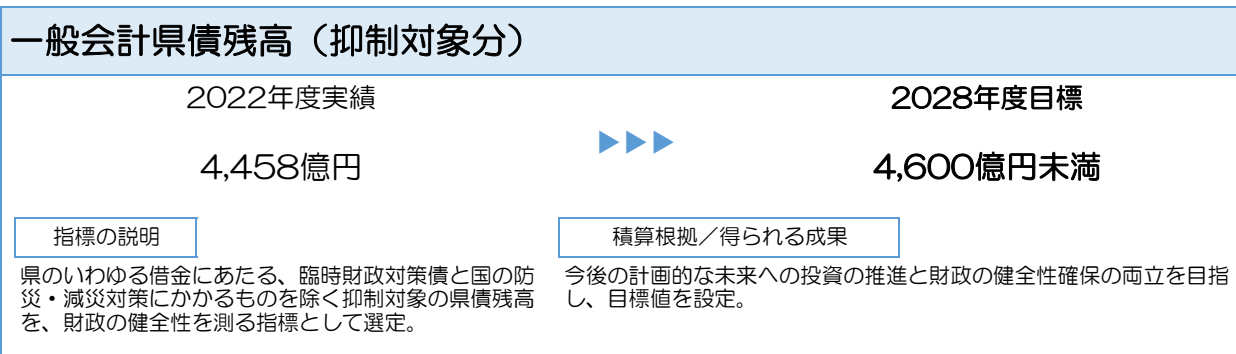 一般会計県債残高（抑制対象分）
2022年度実績
2028年度目標
4,458億円
▶▶▶
4,600億円未満
指標の説明
県のいわゆる借金にあたる、臨時財政対策債と国の防
災・減災対策にかかるものを除く抑制対象の県債残高
を、財政の健全性を測る指標として選定。
積算根拠／得られる成果
今後の計画的な未来への投資の推進と財政の健全性確保の両立を目指
し、目標値を設定。